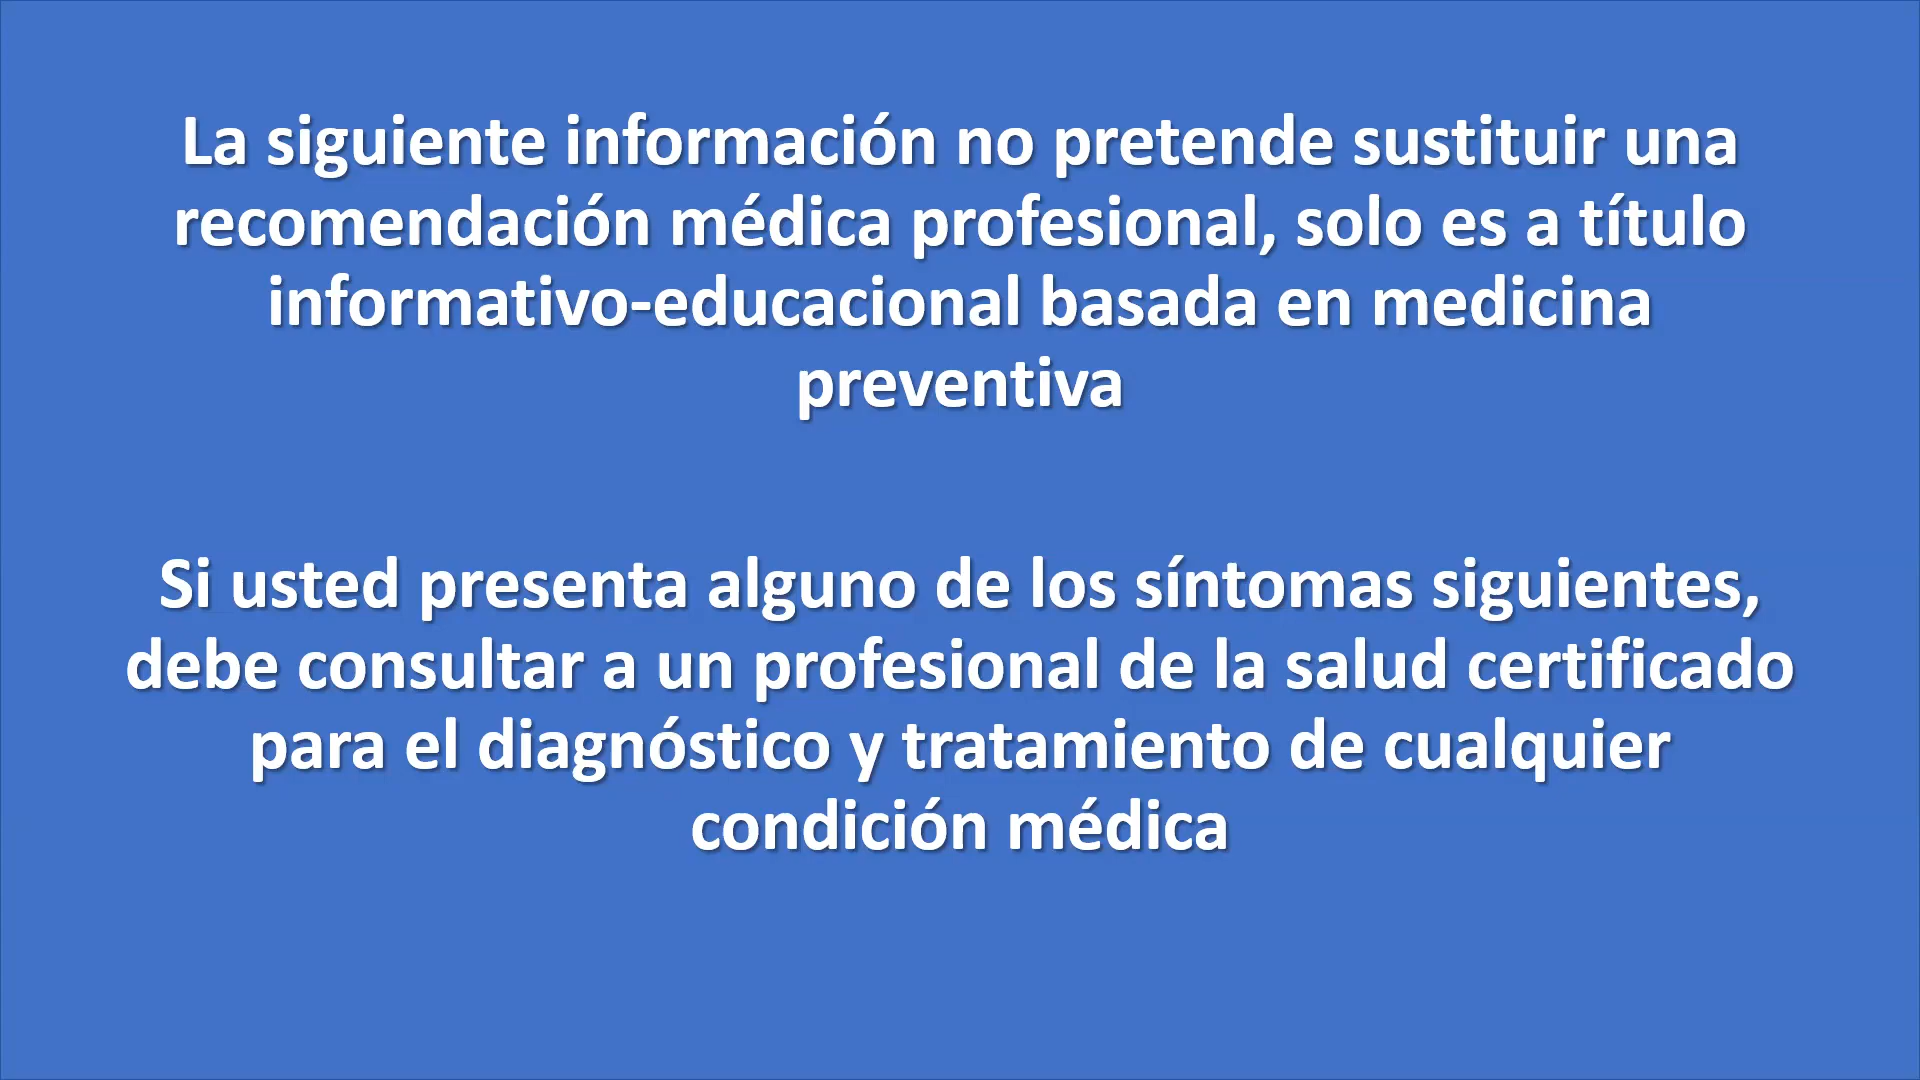 La siguiente información no pretende sustituir una
recomendación médica profesional, solo es a título
informativo-educacional basada en medicina
preventiva
Si usted presenta alguno de los síntomas siguientes,
debe consultar a un profesional de la salud certificado
para el diagnóstico y tratamiento de cualquier
condición médica